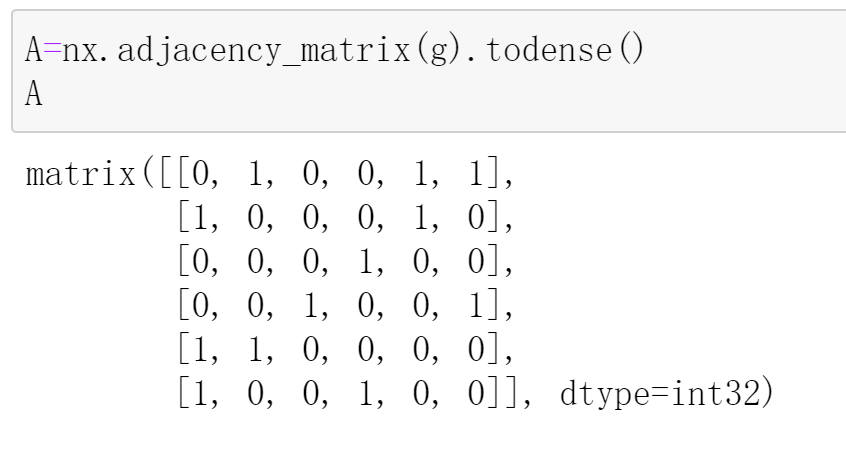 A=nx.adjacency_matrix(g).todense()
A
matrix([[0, 1, 0, 0, 1, 1],
[1, 0, 0, 0, 1, 0],
[0, 0, 0, 1, 0, 0],
[0, 0, 1, 0, 0, 1],
[1, 1, 0, 0, 0, 0],
[1, 0, 0, 1, 0, 0]], dtype=int32)